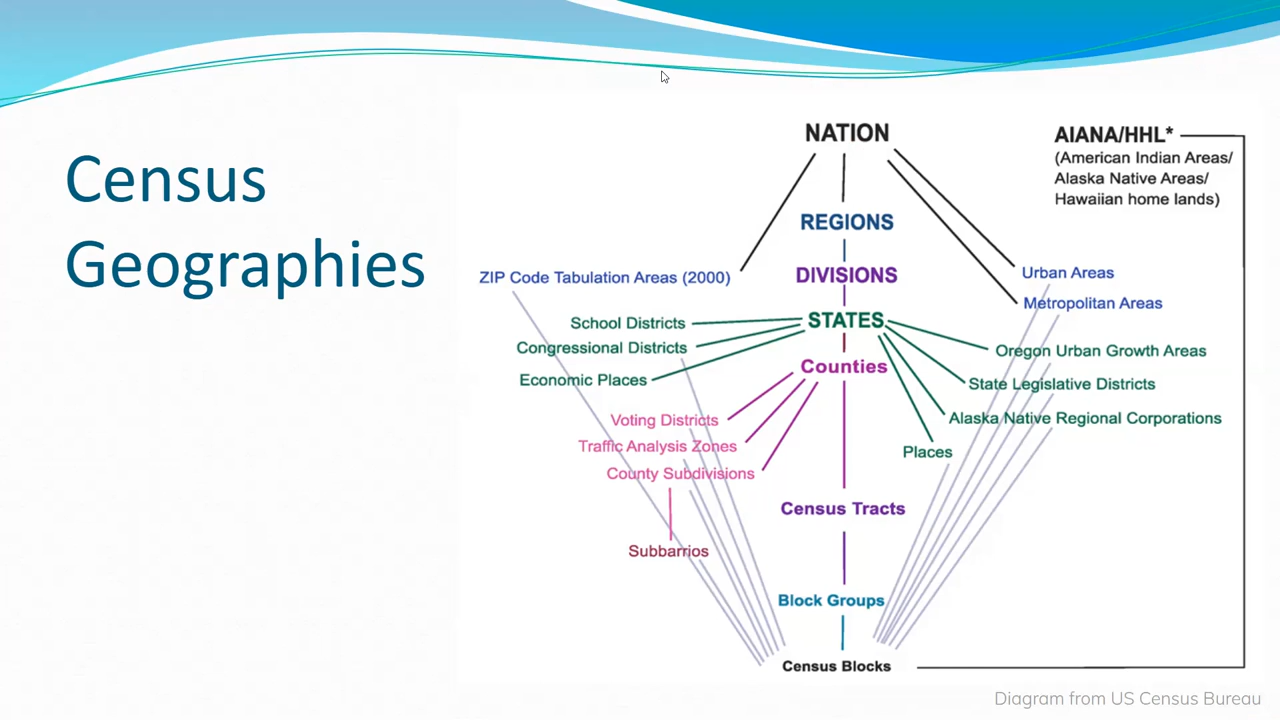 Census
Geographies
NATION
AIANA/HHL*
(American Indian Areas/
Alaska Native Areas/
Hawaiian home lands)
REGIONS
DIVISIONS
ZIP Code Tabulation Areas (2000)
Urban Areas
Metropolitan Areas
STATES
School Districts
Congressional Districts
Economic Places
Oregon Urban Growth Areas
State Legislative Districts
Alaska Native Regional Corporations
Places
Counties
Voting Districts
Traffic Analysis Zones
County Subdivisions
Subbarrios
Census Tracts
Block Groups
Census Blocks
Diagram from US Census Bureau